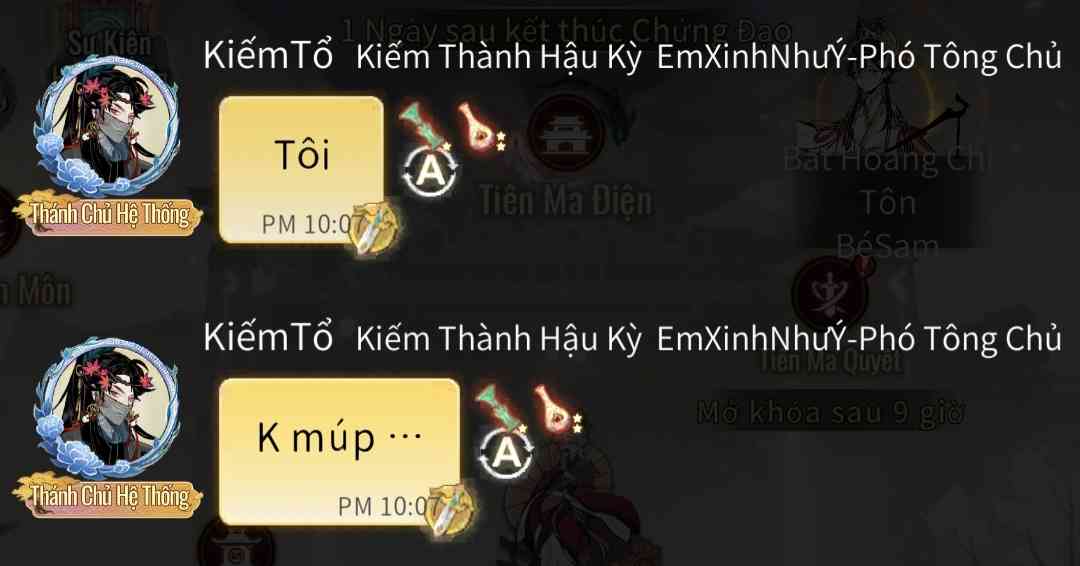 Sự Kiện
1 Ngày sau kết thúc Chứng Đạo
KiếmTổ Kiếm Thành Hậu Kỳ EmXinhNhưÝ-Phó Tông Chủ
Tôi
A
PM 10:07
Thánh Chủ Hệ Thống
Tiên Ma Điện
Bát Hoang Chí
Tôn
BéSam
Môn
KiếmTổ Kiếm Thành Hậu Kỳ EmXinhNhưÝ-Phó Tông Chủ
Tiên Ma Quyết
K múp ...
A
PM 10:07
Mở khóa sau 9 giờ
Thánh Chủ Hệ Thống